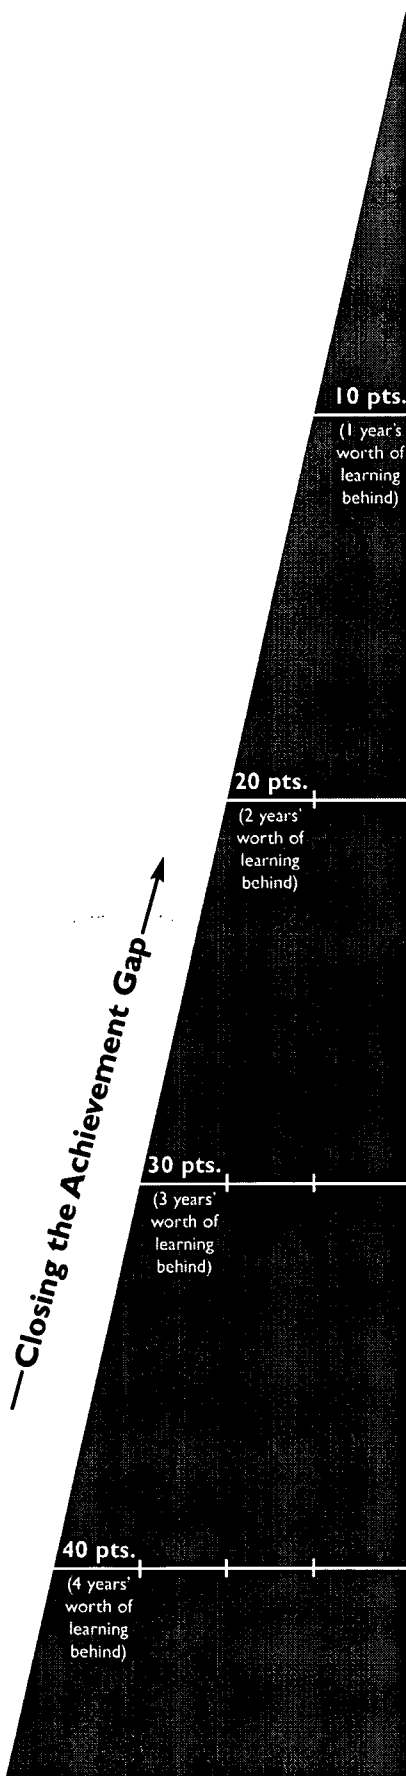 10 pts.
(1 year's
worth of
learning
behind)
20 pts.
(2 years'
worth of
learning
behind)
Closing the Achievement Gap
30 pts.
(3 years'
worth of
learning
behind)
40 pts.
(4 years'
worth of
learning
behind)